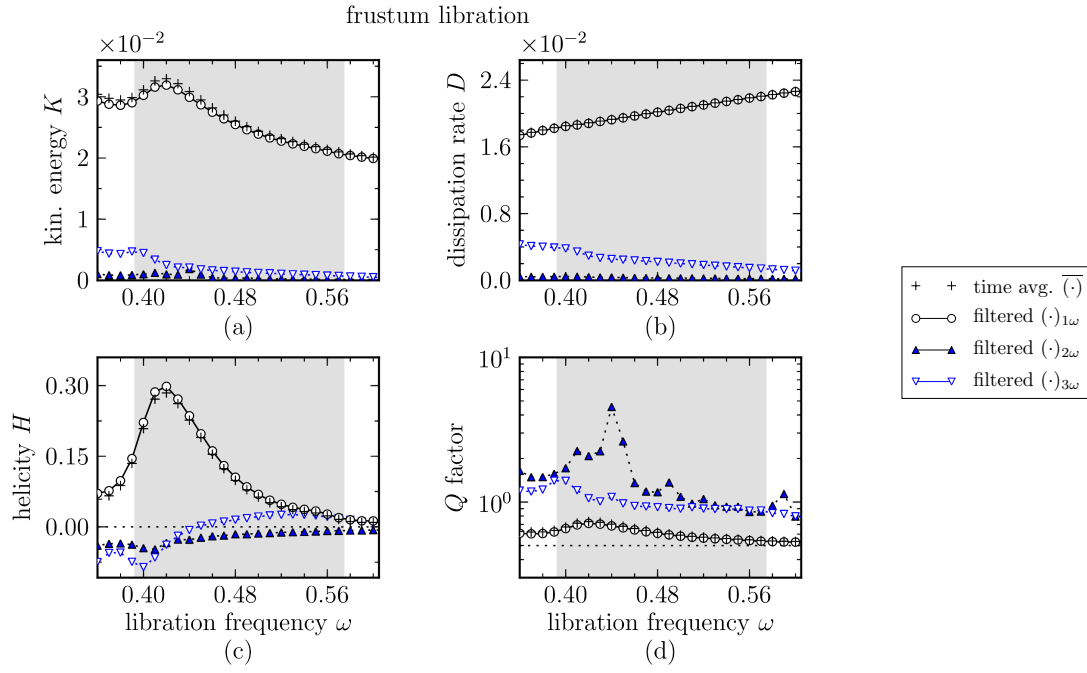 frustum libration
×10⁻²
×10⁻²
3
2
1
0
kin. energy K
0.40
0.48
0.56
(a)
2.4
1.6
0.8
0.0
dissipation rate D
0.40
0.48
0.56
(b)
time avg. \overline{(·)}
filtered (·)₁ω
filtered (·)₂ω
filtered (·)₃ω
0.30
0.15
0.00
helicity H
0.40
0.48
0.56
libration frequency ω
(c)
10¹
10⁰
Q factor
0.40
0.48
0.56
libration frequency ω
(d)